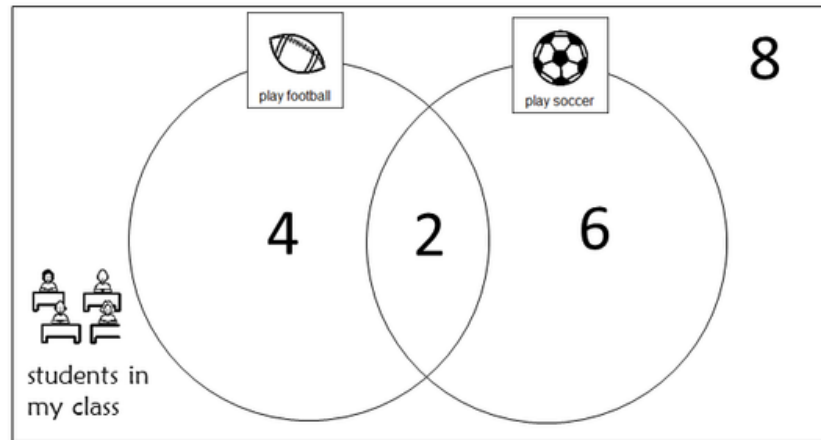 play football
play soccer
8
4
2
6
students in
my class